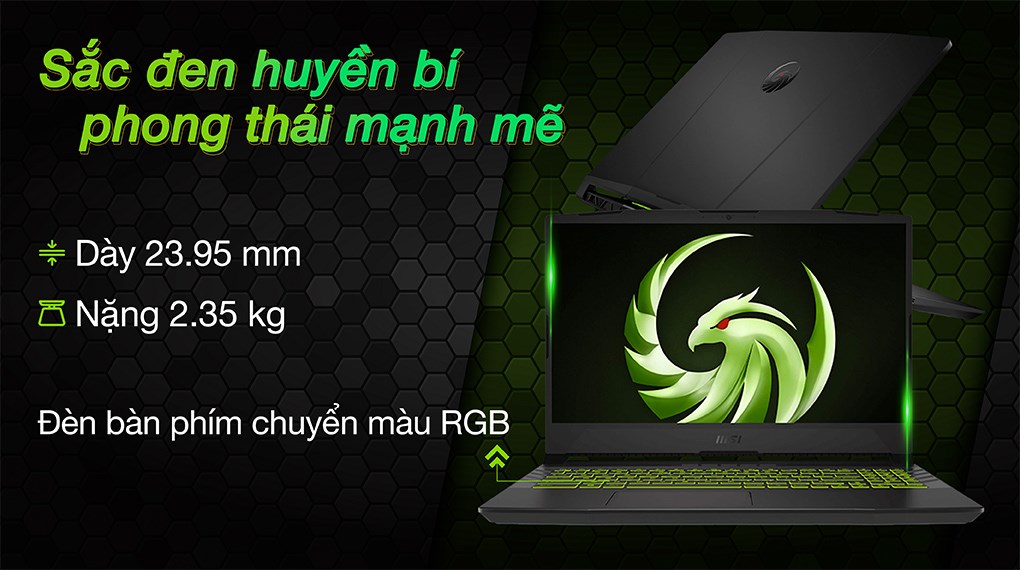 Sắc đen huyền bí
phong thái mạnh mẽ
Dày 23.95 mm
Nặng 2.35 kg
Đèn bàn phím chuyển màu RGB
msi